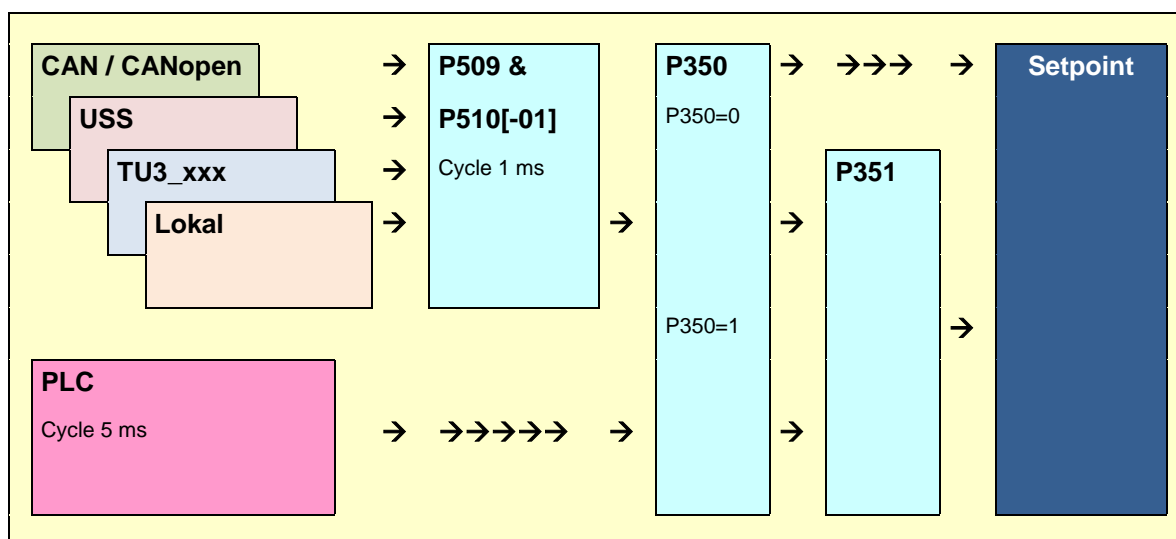 CAN / CANopen
USS
TU3_xxx
Lokal
PLC
Cycle 5 ms
P509 &
P510[-01]
Cycle 1 ms
P350
P350=0
P350=1
P351
Setpoint